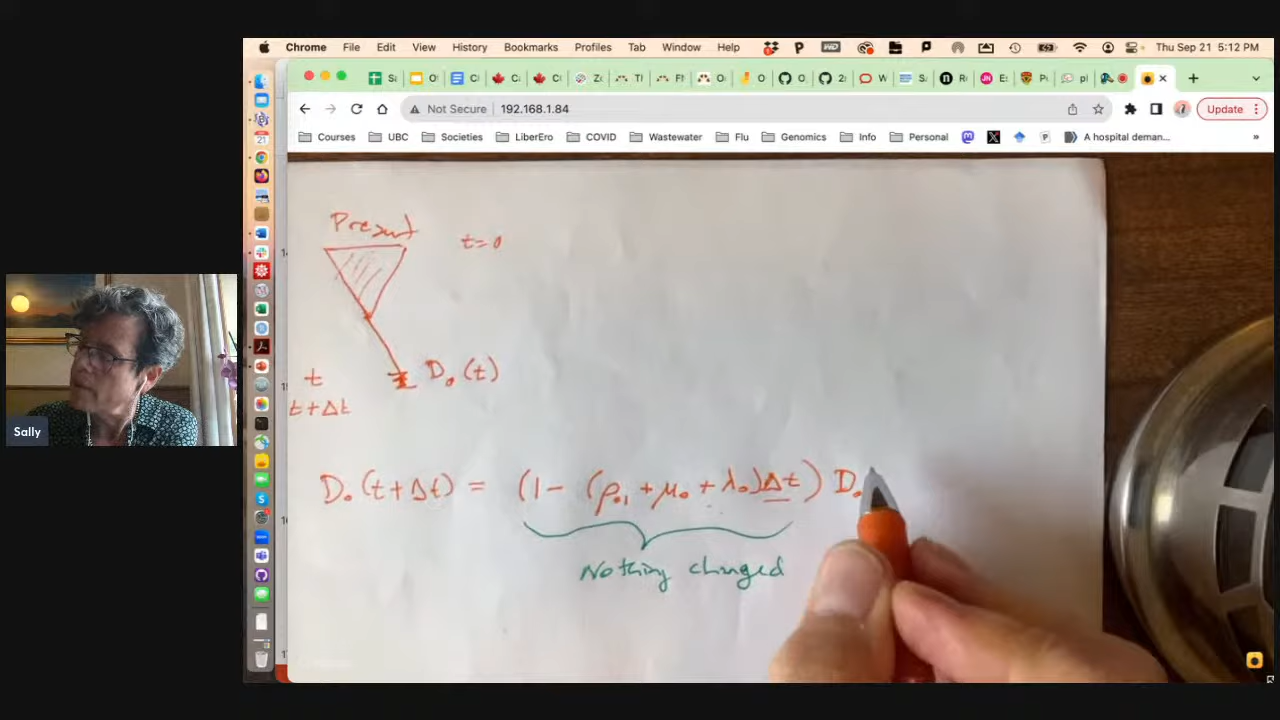 Chrome File Edit View History Bookmarks Profiles Tab Window Help Thu Sep 21 5:12 PM
Not Secure 192.168.1.84 Update
Courses UBC Societies LiberEro COVID Wastewater Flu Genomics Info Personal A hospital deman...
Present t=0
D₀(t)
t
t+Δt
D₀(t+Δt) = (1-(ρ₀₁+μ₀+λ₀)Δt) D₀
Nothing changed
Sally